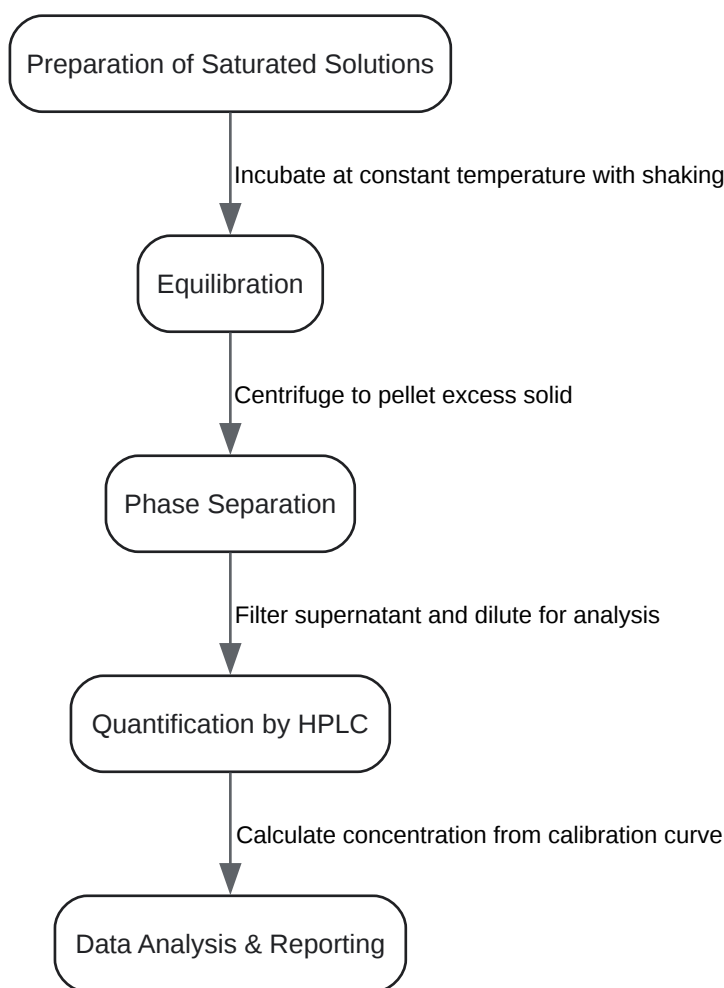 Preparation of Saturated Solutions
Incubate at constant temperature with shaking
Equilibration
Centrifuge to pellet excess solid
Phase Separation
Filter supernatant and dilute for analysis
Quantification by HPLC
Calculate concentration from calibration curve
Data Analysis & Reporting